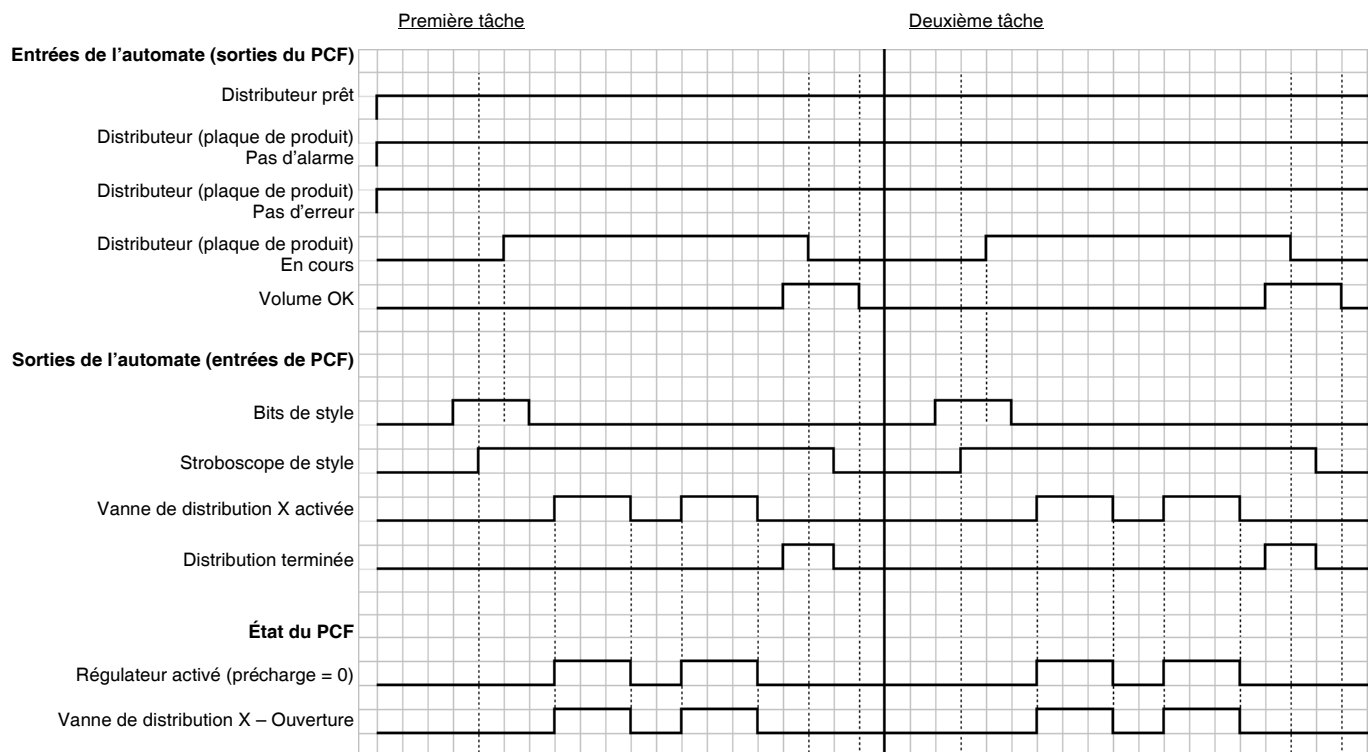 Première tâche
Deuxième tâche
Entrées de l’automate (sorties du PCF)
Distributeur prêt
Distributeur (plaque de produit)
Pas d’alarme
Distributeur (plaque de produit)
Pas d’erreur
Distributeur (plaque de produit)
En cours
Volume OK
Sorties de l’automate (entrées de PCF)
Bits de style
Stroboscope de style
Vanne de distribution X activée
Distribution terminée
État du PCF
Régulateur activé (précharge = 0)
Vanne de distribution X – Ouverture